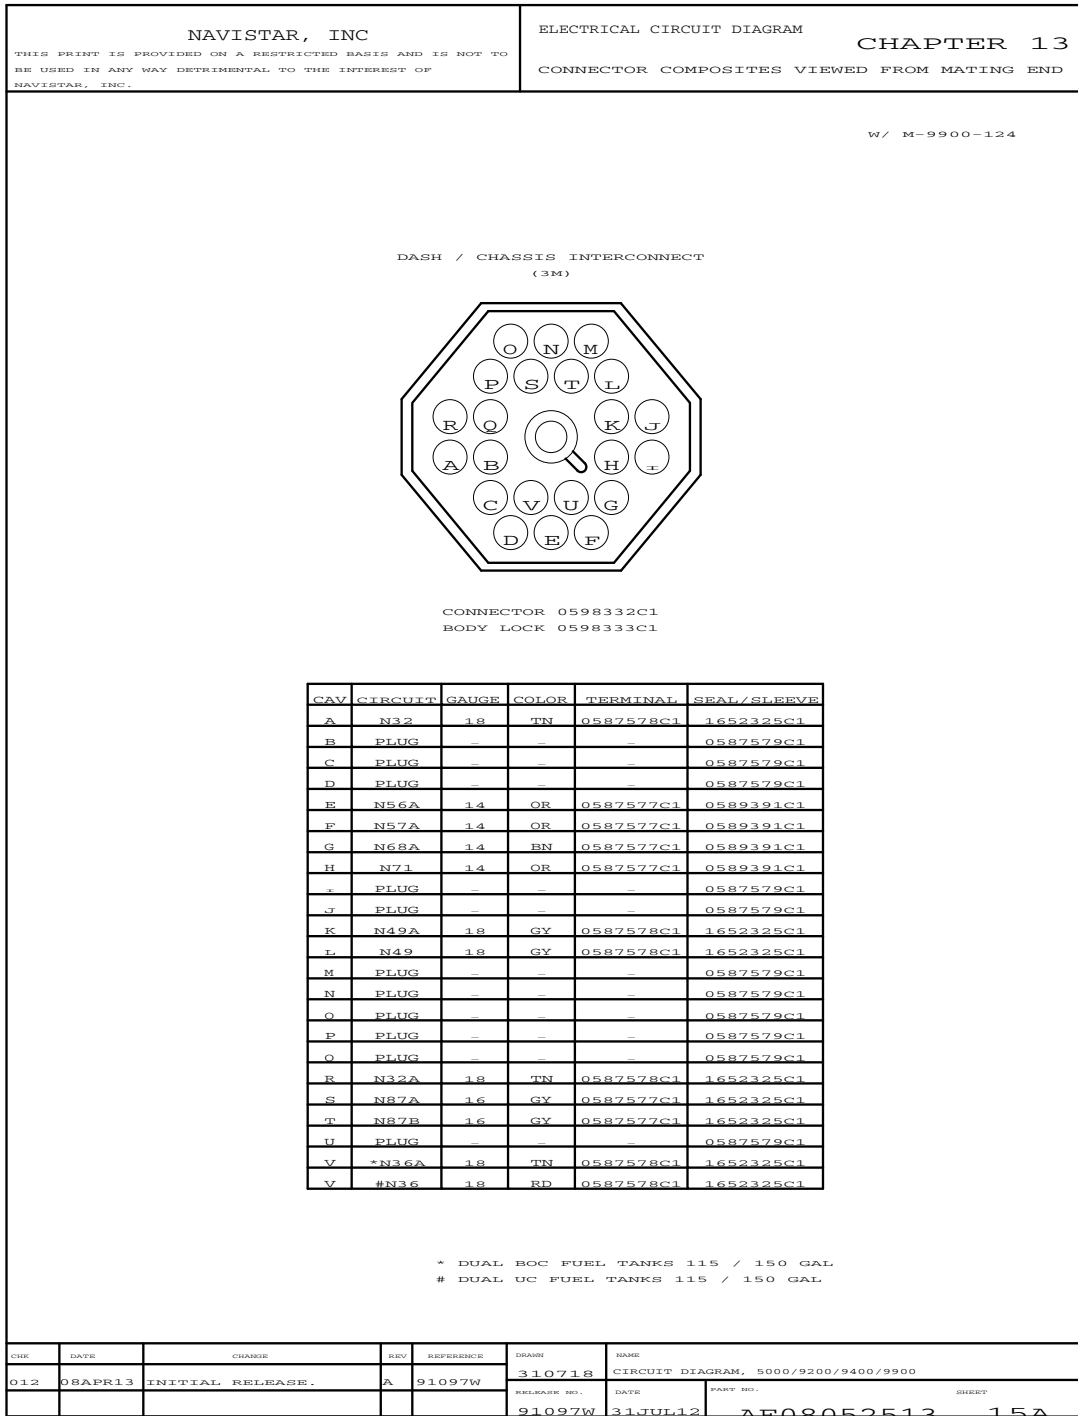 NAVISTAR, INC
THIS PRINT IS PROVIDED ON A RESTRICTED BASIS AND IS NOT TO
BE USED IN ANY WAY DETRIMENTAL TO THE INTEREST OF
NAVISTAR, INC.
ELECTRICAL CIRCUIT DIAGRAM
CHAPTER 13
CONNECTOR COMPOSITES VIEWED FROM MATING END
W/ M-9900-124
DASH / CHASSIS INTERCONNECT
(3M)
O N M
P S T L
R Q K J
A B H I
C V U G
D E F
CONNECTOR 0598332C1
BODY LOCK 0598333C1
CAV CIRCUIT GAUGE COLOR TERMINAL SEAL/SLEEVE
A N32 18 TN 0587578C1 1652325C1
B PLUG - - - 0587579C1
C PLUG - - - 0587579C1
D PLUG - - - 0587579C1
E N56A 14 OR 0587577C1 0589391C1
F N57A 14 OR 0587577C1 0589391C1
G N68A 14 BN 0587577C1 0589391C1
H N71 14 OR 0587577C1 0589391C1
I PLUG - - - 0587579C1
J PLUG - - - 0587579C1
K N49A 18 GY 0587578C1 1652325C1
L N49 18 GY 0587578C1 1652325C1
M PLUG - - - 0587579C1
N PLUG - - - 0587579C1
O PLUG - - - 0587579C1
P PLUG - - - 0587579C1
Q PLUG - - - 0587579C1
R N32A 18 TN 0587578C1 1652325C1
S N87A 16 GY 0587577C1 1652325C1
T N87B 16 GY 0587577C1 1652325C1
U PLUG - - - 0587579C1
V *N36A 18 TN 0587578C1 1652325C1
V #N36 18 RD 0587578C1 1652325C1
* DUAL BOC FUEL TANKS 115 / 150 GAL
# DUAL UC FUEL TANKS 115 / 150 GAL
CHK DATE CHANGE REV REFERENCE
012 08APR13 INITIAL RELEASE. A 91097W
DRAWN
310718
NAME
CIRCUIT DIAGRAM, 5000/9200/9400/9900
RELEASE NO.
91097W
DATE
31JUL12
PART NO.
AF08052513
SHEET
15A